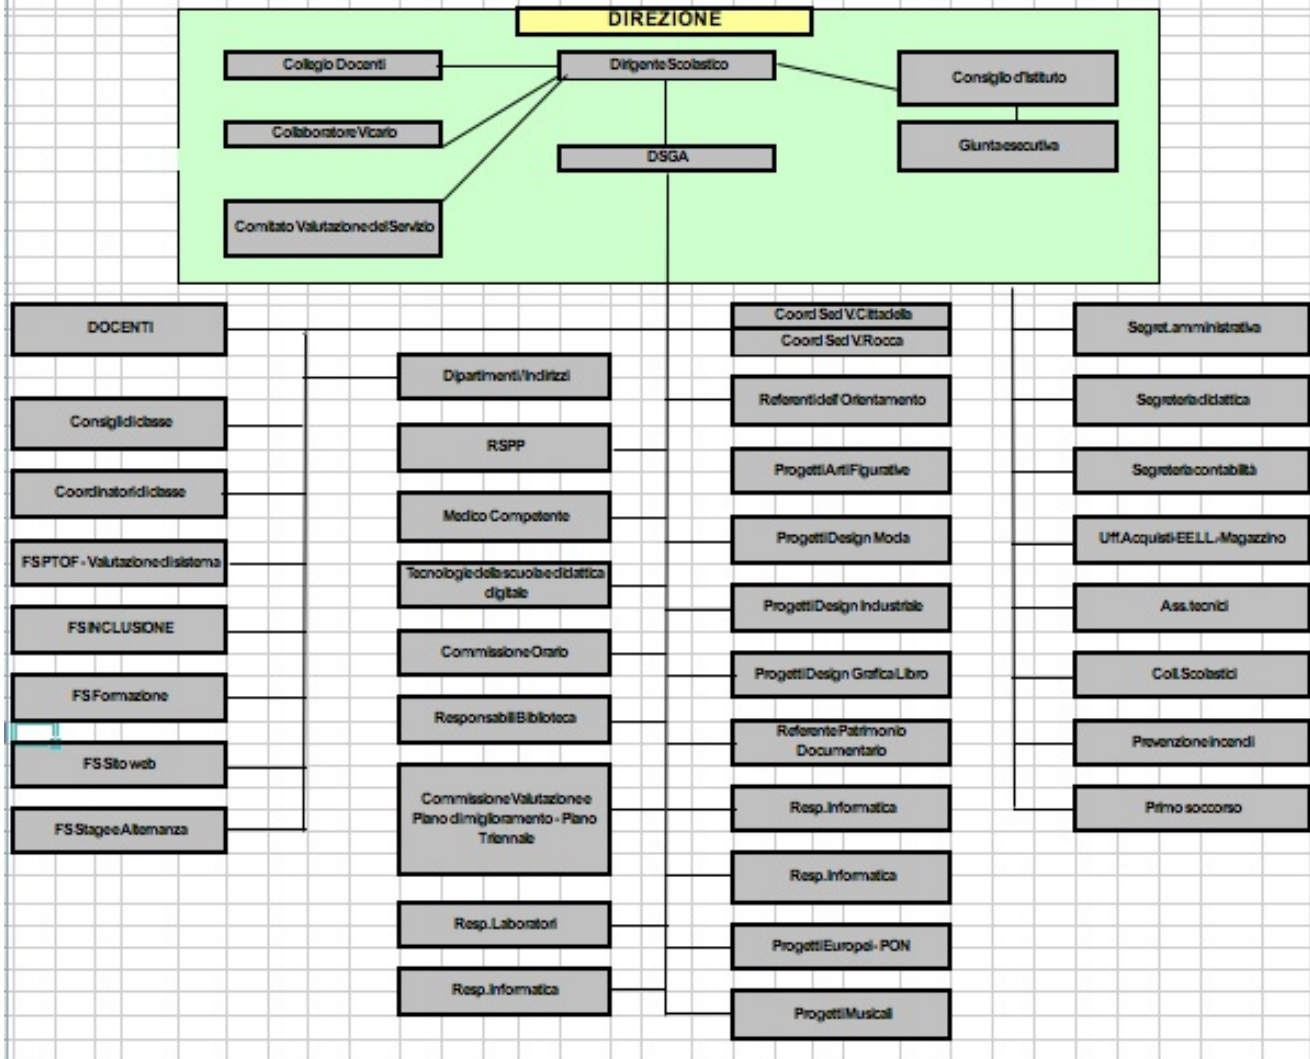 DIREZIONE
Collegio Docenti
Dirigente Scolastico
Consiglio d'Istituto
Collaboratore Vicario
Giunta esecutiva
DSGA
Comitato Valutazione del Servizio
DOCENTI
Consigli di classe
Coordinatori di classe
FS PTOF - Valutazione di sistema
FS INCLUSIONE
FS Formazione
FS Sito web
FS Stage e Alternanza
Dipartimenti/Indirizzi
RSPP
Medico Competente
Tecnologie della scuola e didattica
digitale
Commissione Orario
Responsabili Biblioteca
Commissione Valutazione e
Piano di miglioramento - Piano
Triennale
Resp. Laboratori
Resp. Informatica
Coord Sed V.Cittadella
Coord Sed V.Rocca
Referenti dell' Orientamento
Progetti Arti Figurative
Progetti Design Moda
Progetti Design Industriale
Progetti Design Grafica Libro
Referente Patrimonio
Documentario
Resp. Informatica
Resp. Informatica
Progetti Europei - PON
Progetti Musicali
Segret. amministrativa
Segreteria didattica
Segreteria contabilità
Uff. Acquisti-EE.LL.-Magazzino
Ass. tecnici
Coll. Scolastici
Prevenzione incendi
Primo soccorso